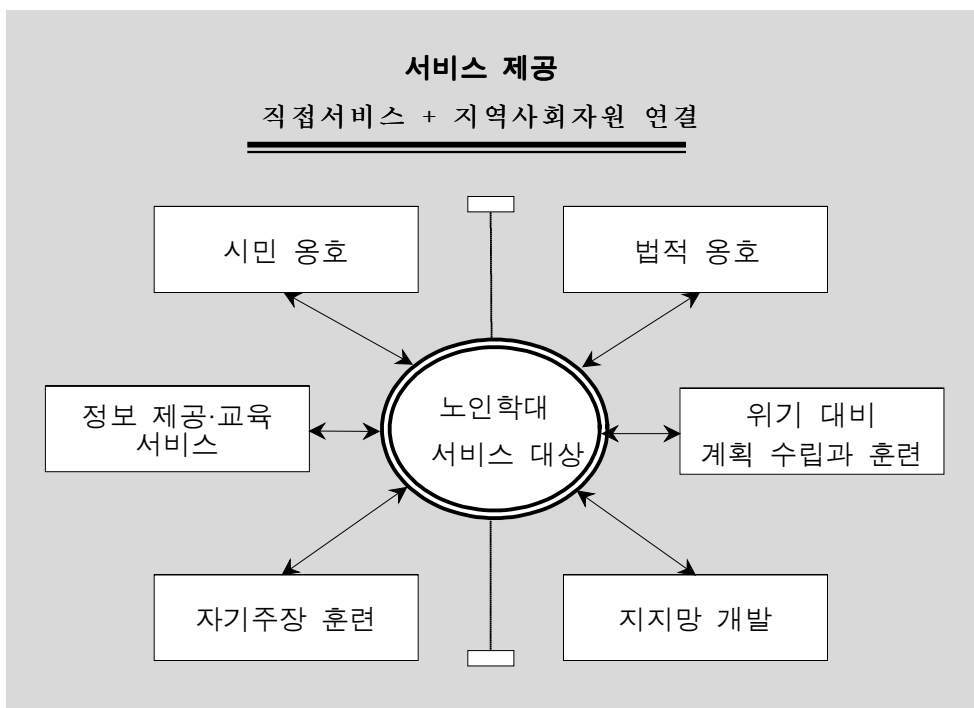 서비스 제공
직접서비스 + 지역사회자원 연결
시민 옹호
법적 옹호
정보 제공·교육
서비스
노인학대
서비스 대상
위기 대비
계획 수립과 훈련
자기주장 훈련
지지망 개발